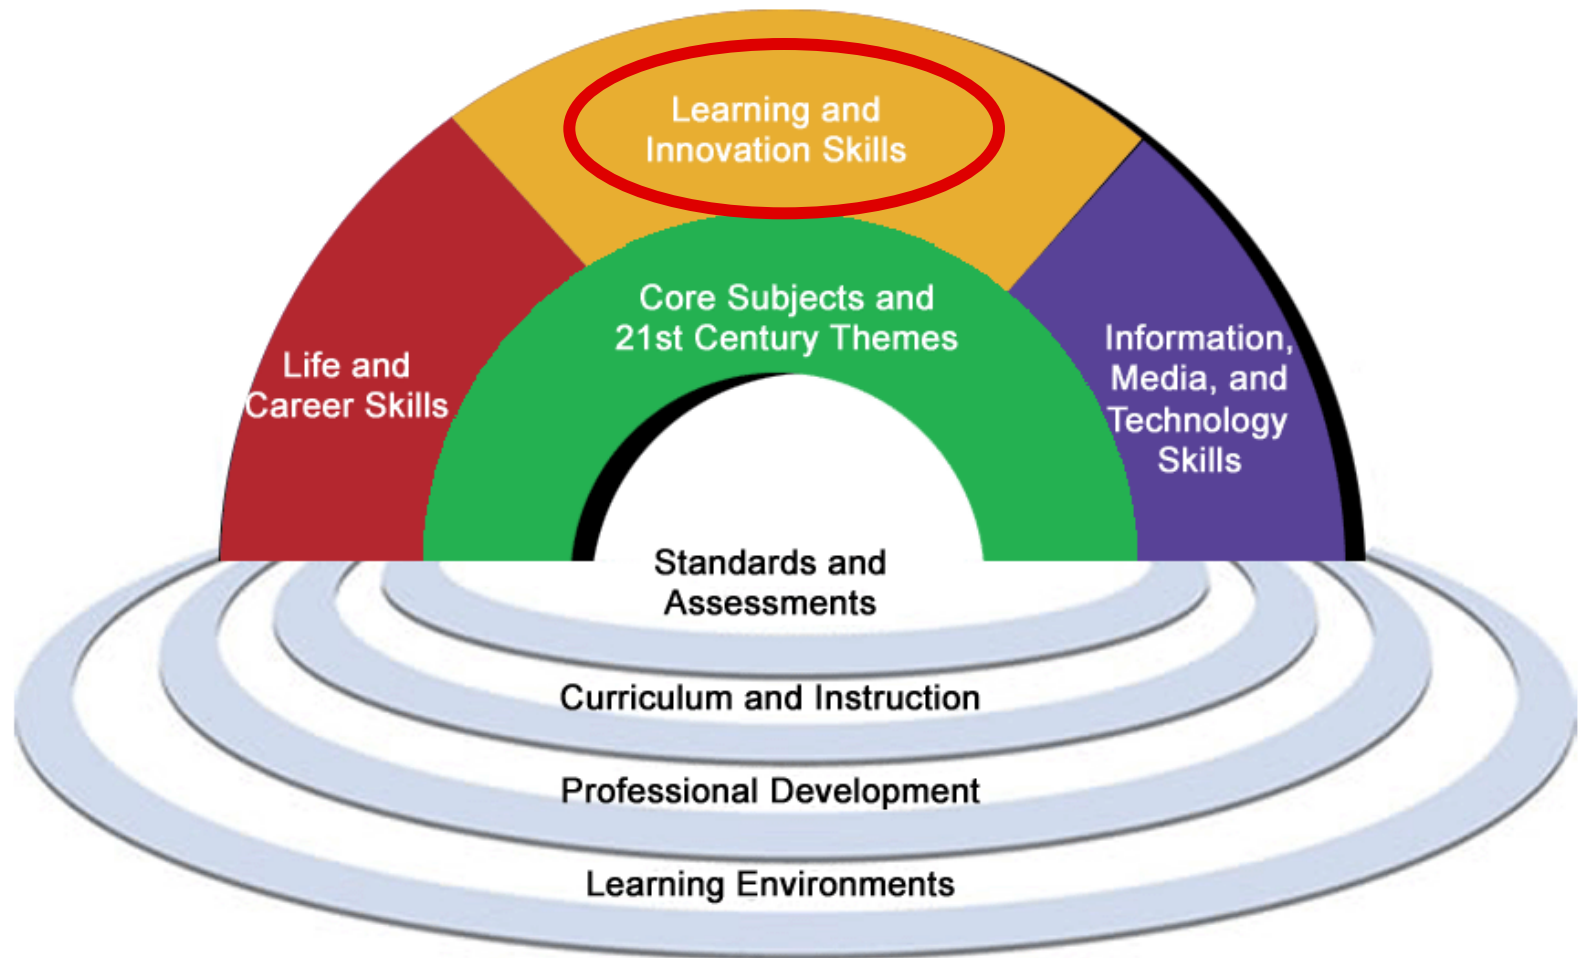 Learning and
Innovation Skills
Core Subjects and
21st Century Themes
Life and
Career Skills
Information,
Media, and
Technology
Skills
Standards and
Assessments
Curriculum and Instruction
Professional Development
Learning Environments